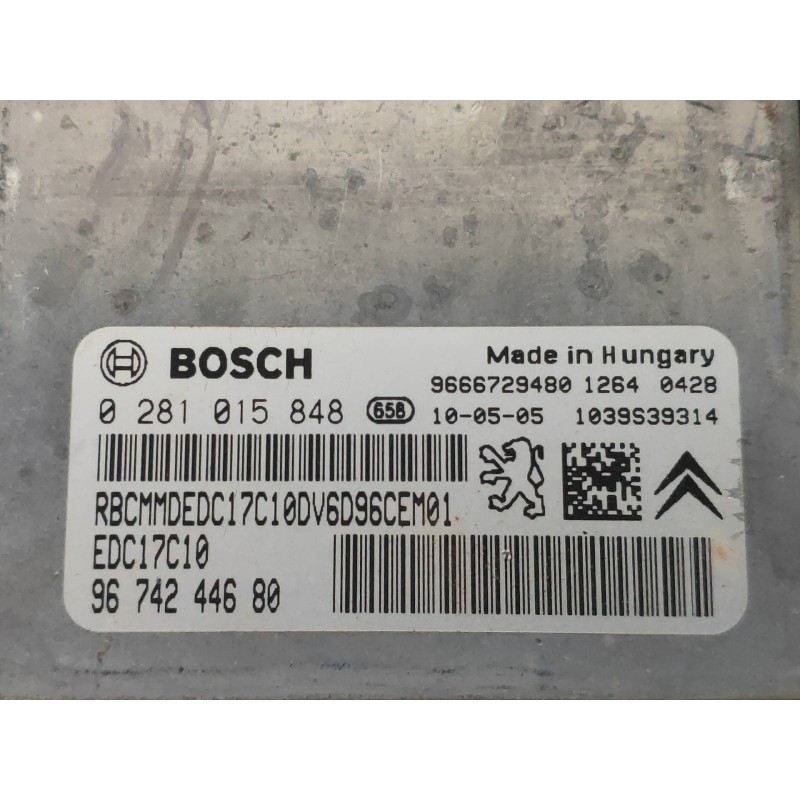 BOSCH
Made in Hungary
9666729480 1264 0428
0 281 015 848 658
10-05-05 1039S39314
RBCMMDEDC17C10DV6D96CEM01
EDC17C10
96 742 446 80